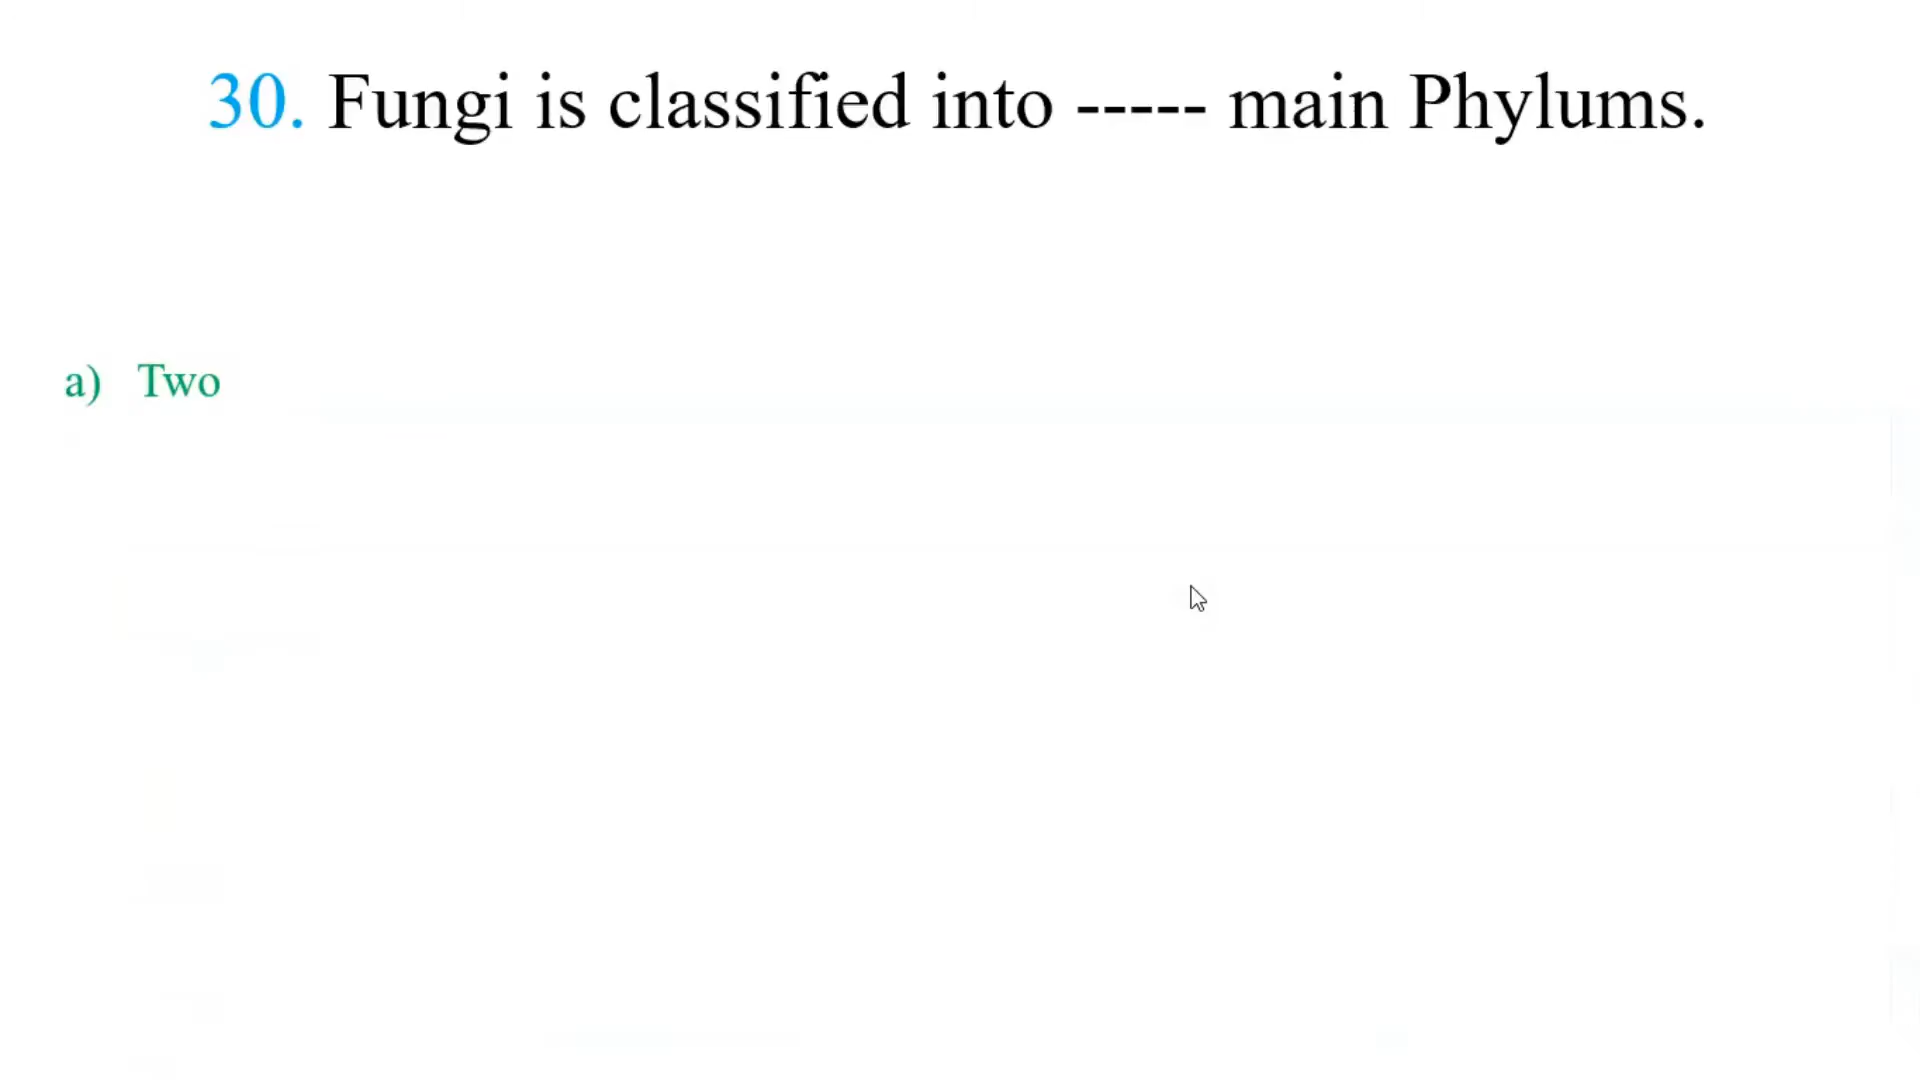 30. Fungi is classified into ----- main Phylums.
a) Two